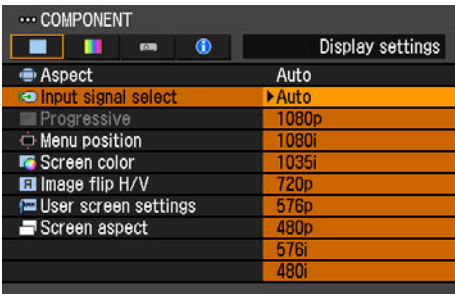 ••• COMPONENT
Display settings
Aspect Auto
Input signal select ▶Auto
Progressive 1080p
Menu position 1080i
Screen color 1035i
Image flip H/V 720p
User screen settings 576p
Screen aspect 480p
576i
480i